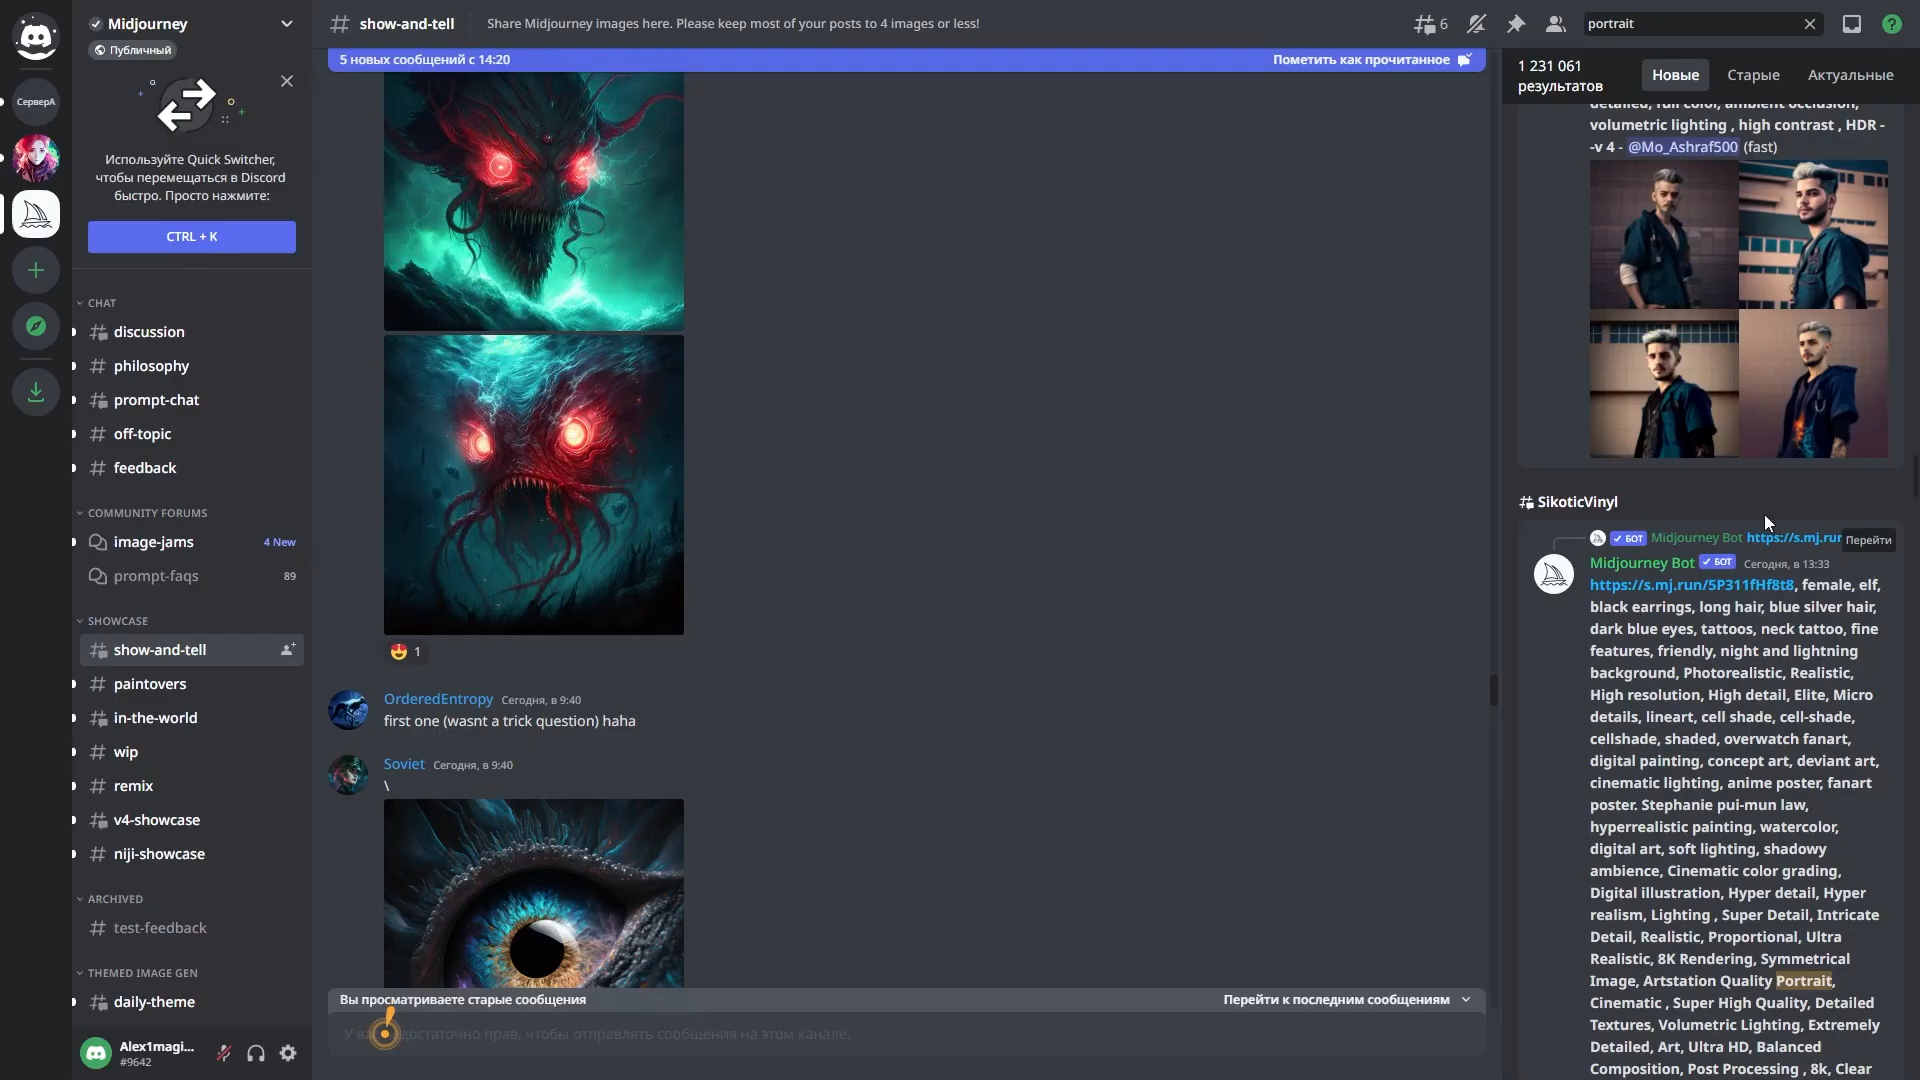 СерверА
Midjourney
Публичный
Используйте Quick Switcher,
чтобы перемещаться в Discord
быстро. Просто нажмите:
CTRL + K
CHAT
discussion
philosophy
prompt-chat
off-topic
feedback
COMMUNITY FORUMS
image-jams 4 New
prompt-faqs 89
SHOWCASE
show-and-tell
paintovers
in-the-world
wip
remix
v4-showcase
niji-showcase
ARCHIVED
test-feedback
THEMED IMAGE GEN
daily-theme
Alex1magi...
#9642
show-and-tell Share Midjourney images here. Please keep most of your posts to 4 images or less!
6
portrait
5 новых сообщений с 14:20 Пометить как прочитанное
1
OrderedEntropy Сегодня, в 9:40
first one (wasnt a trick question) haha
Soviet Сегодня, в 9:40
\
Вы просматриваете старые сообщения Перейти к последним сообщениям
У ва достаточно прав, чтобы отправлять сообщения на этом канале.
1 231 061
результатов
Новые Старые Актуальные
detailed, full color, ambient occlusion,
volumetric lighting , high contrast , HDR -
-v 4 - @Mo_Ashraf500 (fast)
SikoticVinyl
БОТ Midjourney Bot https://s.mj.rur Перейти
Midjourney Bot БОТ Сегодня, в 13:33
https://s.mj.run/5P311fHf8t8, female, elf,
black earrings, long hair, blue silver hair,
dark blue eyes, tattoos, neck tattoo, fine
features, friendly, night and lightning
background, Photorealistic, Realistic,
High resolution, High detail, Elite, Micro
details, lineart, cell shade, cell-shade,
cellshade, shaded, overwatch fanart,
digital painting, concept art, deviant art,
cinematic lighting, anime poster, fanart
poster. Stephanie pui-mun law,
hyperrealistic painting, watercolor,
digital art, soft lighting, shadowy
ambience, Cinematic color grading,
Digital illustration, Hyper detail, Hyper
realism, Lighting , Super Detail, Intricate
Detail, Realistic, Proportional, Ultra
Realistic, 8K Rendering, Symmetrical
Image, Artstation Quality Portrait,
Cinematic , Super High Quality, Detailed
Textures, Volumetric Lighting, Extremely
Detailed, Art, Ultra HD, Balanced
Composition, Post Processing , 8k, Clear